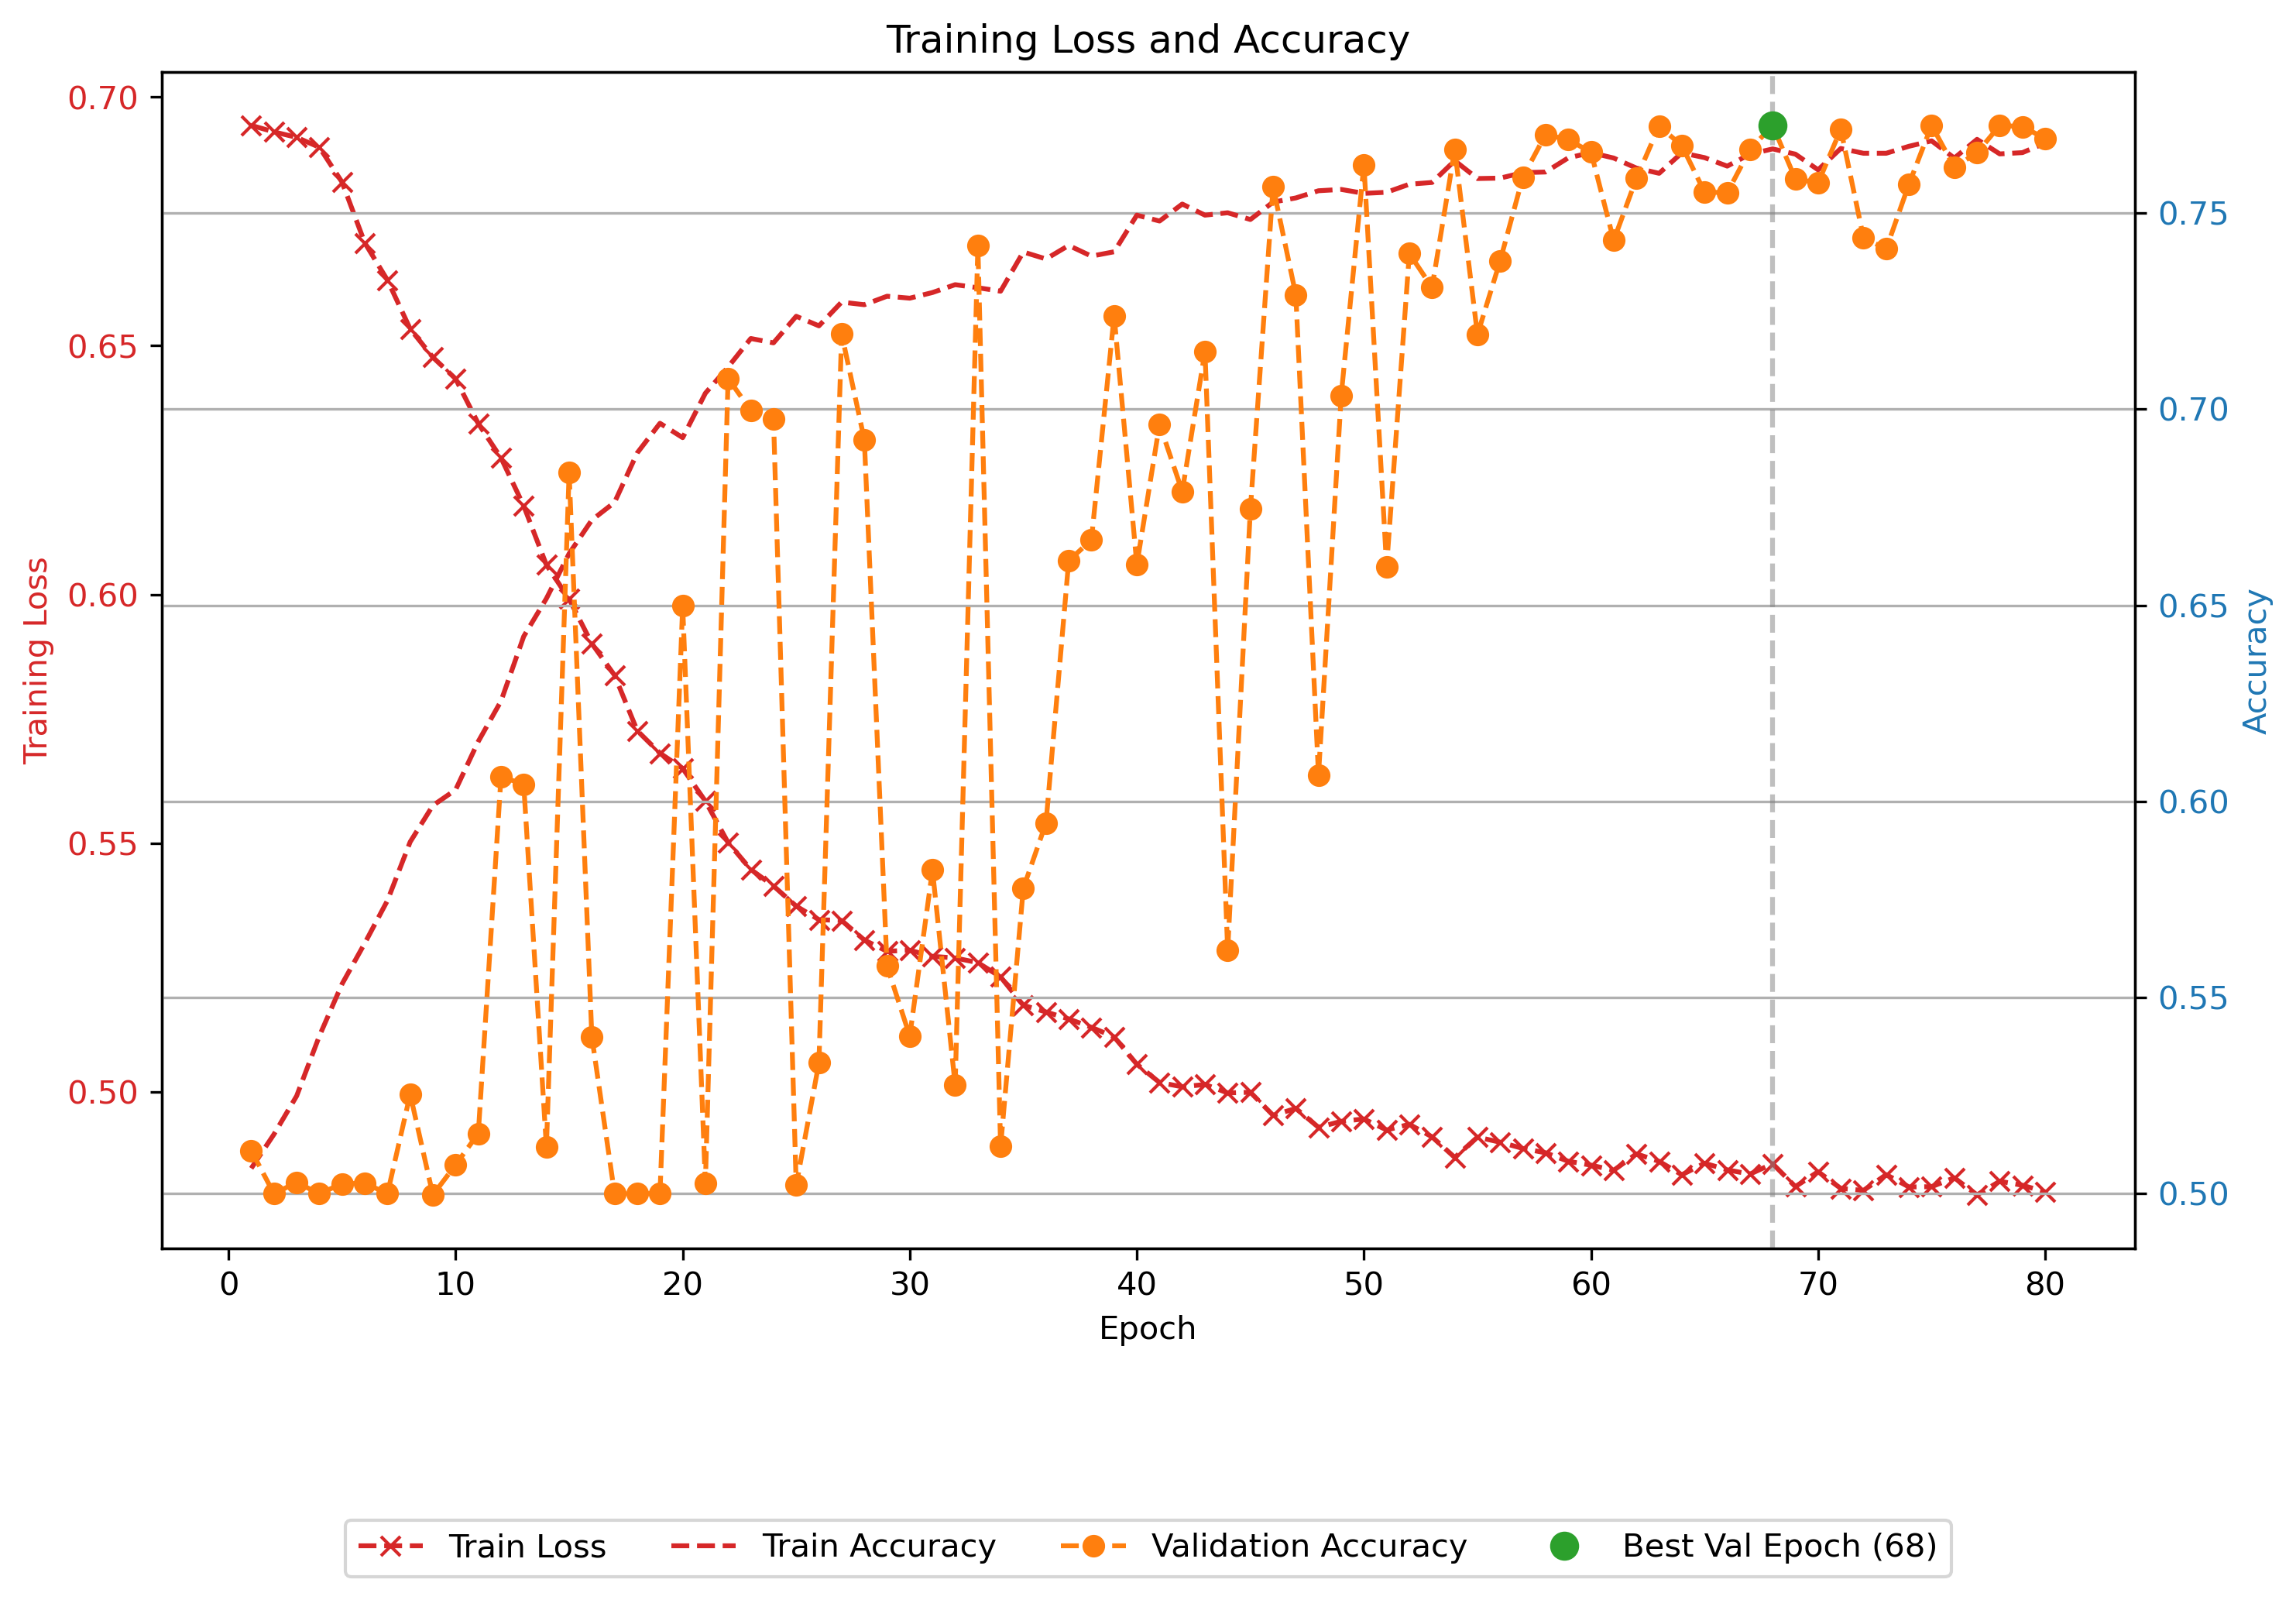 Training Loss and Accuracy
0.70
0.65
0.60
0.55
0.50
Training Loss
0.75
0.70
0.65
0.60
0.55
0.50
Accuracy
0 10 20 30 40 50 60 70 80
Epoch
Train Loss Train Accuracy Validation Accuracy Best Val Epoch (68)